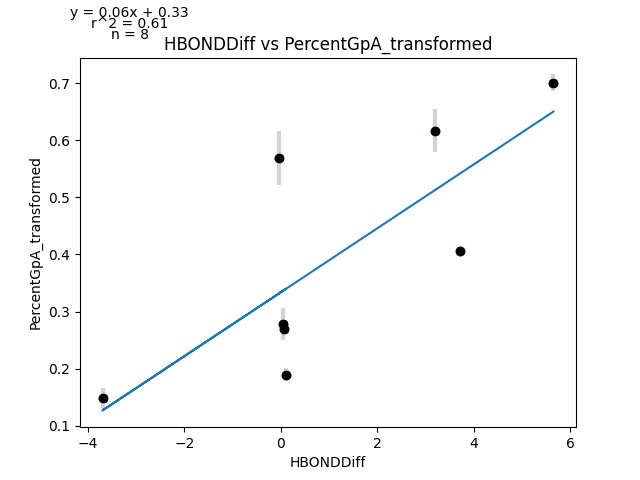 y = 0.06x + 0.33
r^2 = 0.61
n = 8
HBONDDiff vs PercentGpA_transformed
PercentGpA_transformed
0.7
0.6
0.5
0.4
0.3
0.2
0.1
−4
−2
0
2
4
6
HBONDDiff